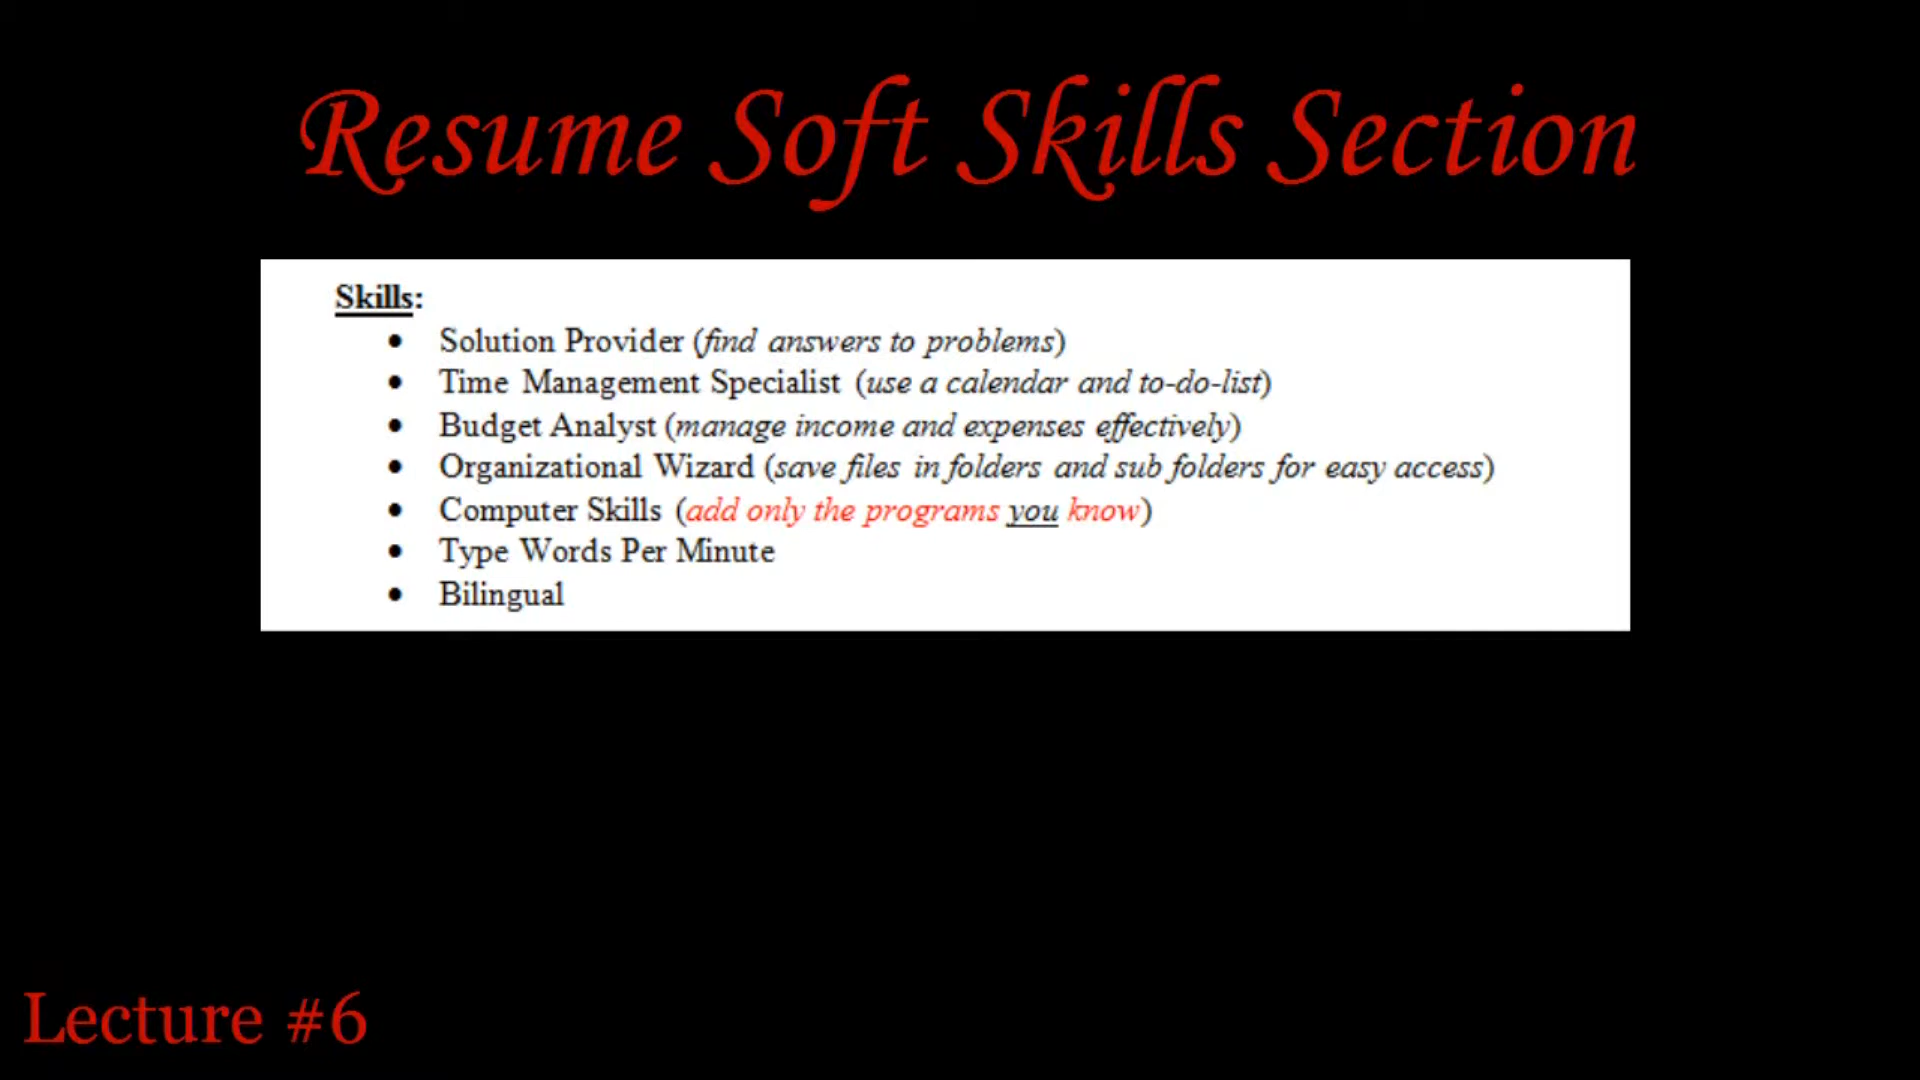 Resume Soft Skills Section
Skills:
• Solution Provider (find answers to problems)
• Time Management Specialist (use a calendar and to-do-list)
• Budget Analyst (manage income and expenses effectively)
• Organizational Wizard (save files in folders and sub folders for easy access)
• Computer Skills (add only the programs you know)
• Type Words Per Minute
• Bilingual
Lecture #6